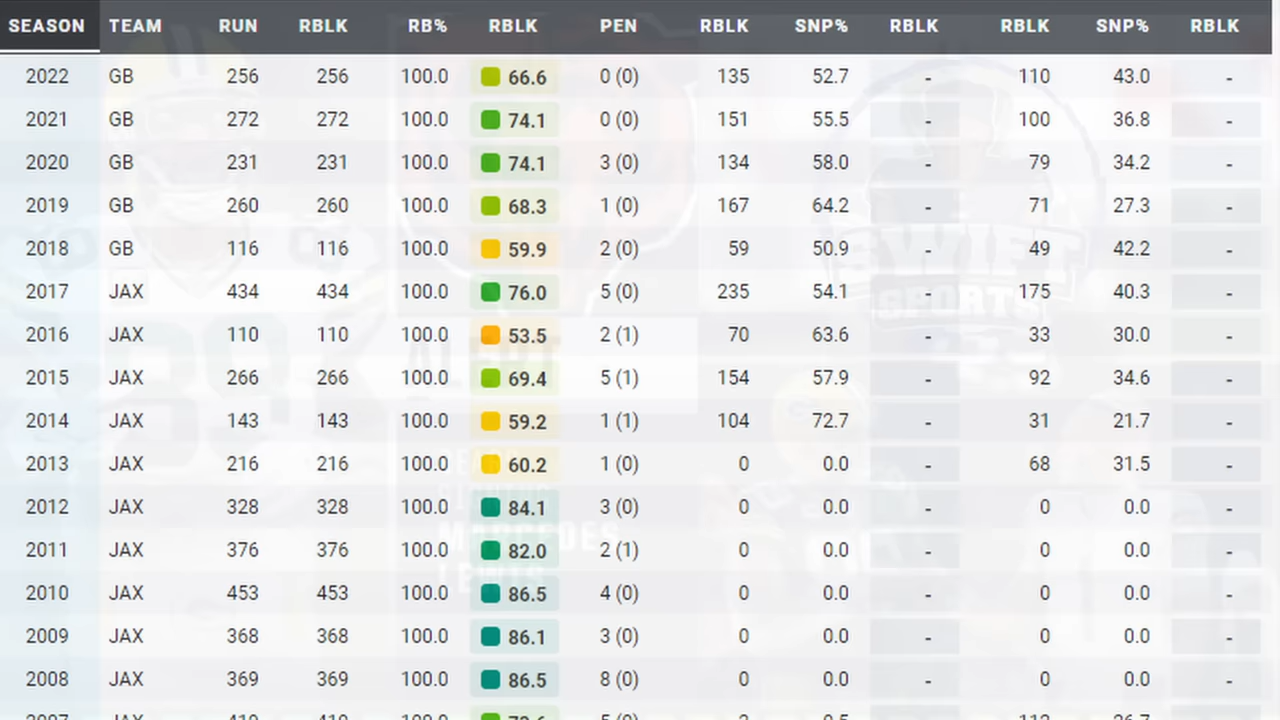 SEASON TEAM RUN RBLK RB% RBLK PEN RBLK SNP% RBLK RBLK SNP% RBLK
2022 GB 256 256 100.0 66.6 0 (0) 135 52.7 - 110 43.0 -
2021 GB 272 272 100.0 74.1 0 (0) 151 55.5 - 100 36.8 -
2020 GB 231 231 100.0 74.1 3 (0) 134 58.0 - 79 34.2 -
2019 GB 260 260 100.0 68.3 1 (0) 167 64.2 - 71 27.3 -
2018 GB 116 116 100.0 59.9 2 (0) 59 50.9 - 49 42.2 -
2017 JAX 434 434 100.0 76.0 5 (0) 235 54.1 - 175 40.3 -
2016 JAX 110 110 100.0 53.5 2 (1) 70 63.6 - 33 30.0 -
2015 JAX 266 266 100.0 69.4 5 (1) 154 57.9 - 92 34.6 -
2014 JAX 143 143 100.0 59.2 1 (1) 104 72.7 - 31 21.7 -
2013 JAX 216 216 100.0 60.2 1 (0) 0 0.0 - 68 31.5 -
2012 JAX 328 328 100.0 84.1 3 (0) 0 0.0 - 0 0.0 -
2011 JAX 376 376 100.0 82.0 2 (1) 0 0.0 - 0 0.0 -
2010 JAX 453 453 100.0 86.5 4 (0) 0 0.0 - 0 0.0 -
2009 JAX 368 368 100.0 86.1 3 (0) 0 0.0 - 0 0.0 -
2008 JAX 369 369 100.0 86.5 8 (0) 0 0.0 - 0 0.0 -
SWIFT
SPORTS
ALERT
MARCEDES
LEWIS